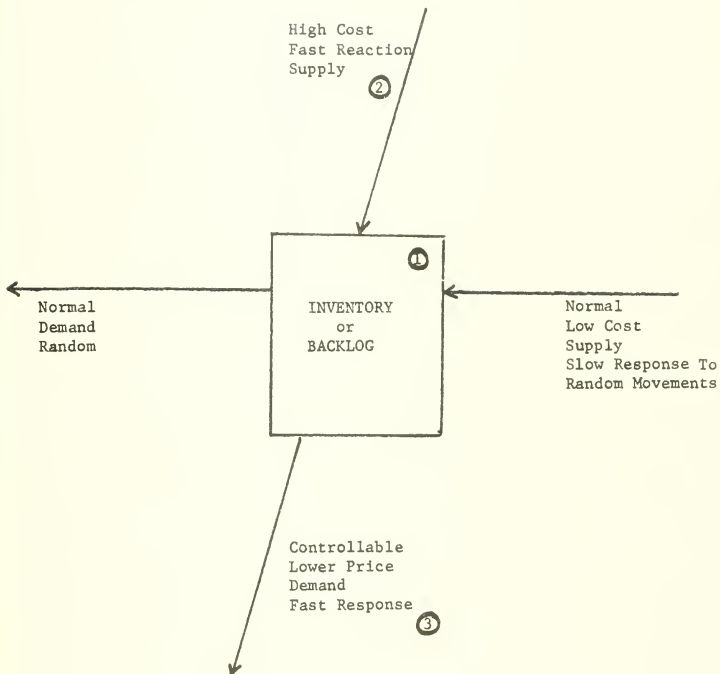 High Cost
Fast Reaction
Supply
②
①
INVENTORY
or
BACKLOG
Normal
Demand
Random
Normal
Low Cost
Supply
Slow Response To
Random Movements
Controllable
Lower Price
Demand
Fast Response
③